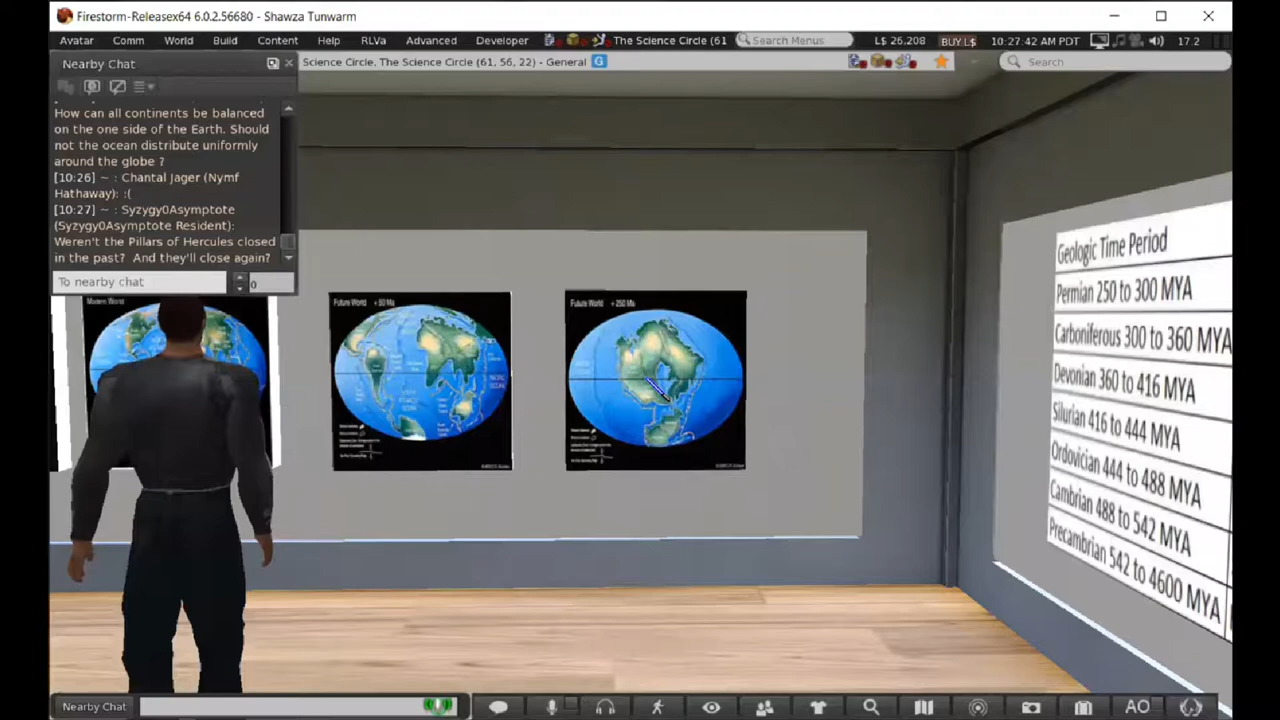 Firestorm-Releasex64 6.0.2.56680 - Shawza Tunwarm
Avatar Comm World Build Content Help RLVa Advanced Developer The Science Circle (61 Search Menus L$ 26,208 BUY L$ 10:27:42 AM PDT 17.2
Nearby Chat
Science Circle, The Science Circle (61, 56, 22) - General G
Search
How can all continents be balanced
on the one side of the Earth. Should
not the ocean distribute uniformly
around the globe ?
[10:26] ~ : Chantal Jager (Nymf
Hathaway): :(
[10:27] ~ : Syzygy0Asymptote
(Syzygy0Asymptote Resident):
Weren't the Pillars of Hercules closed
in the past? And they'll close again?
To nearby chat
0
Modern World
Future World +50 Ma
Future World +250 Ma
Geologic Time Period
Permian 250 to 300 MYA
Carboniferous 300 to 360 MYA
Devonian 360 to 416 MYA
Silurian 416 to 444 MYA
Ordovician 444 to 488 MYA
Cambrian 488 to 542 MYA
Precambrian 542 to 4600 MYA
Nearby Chat
AO